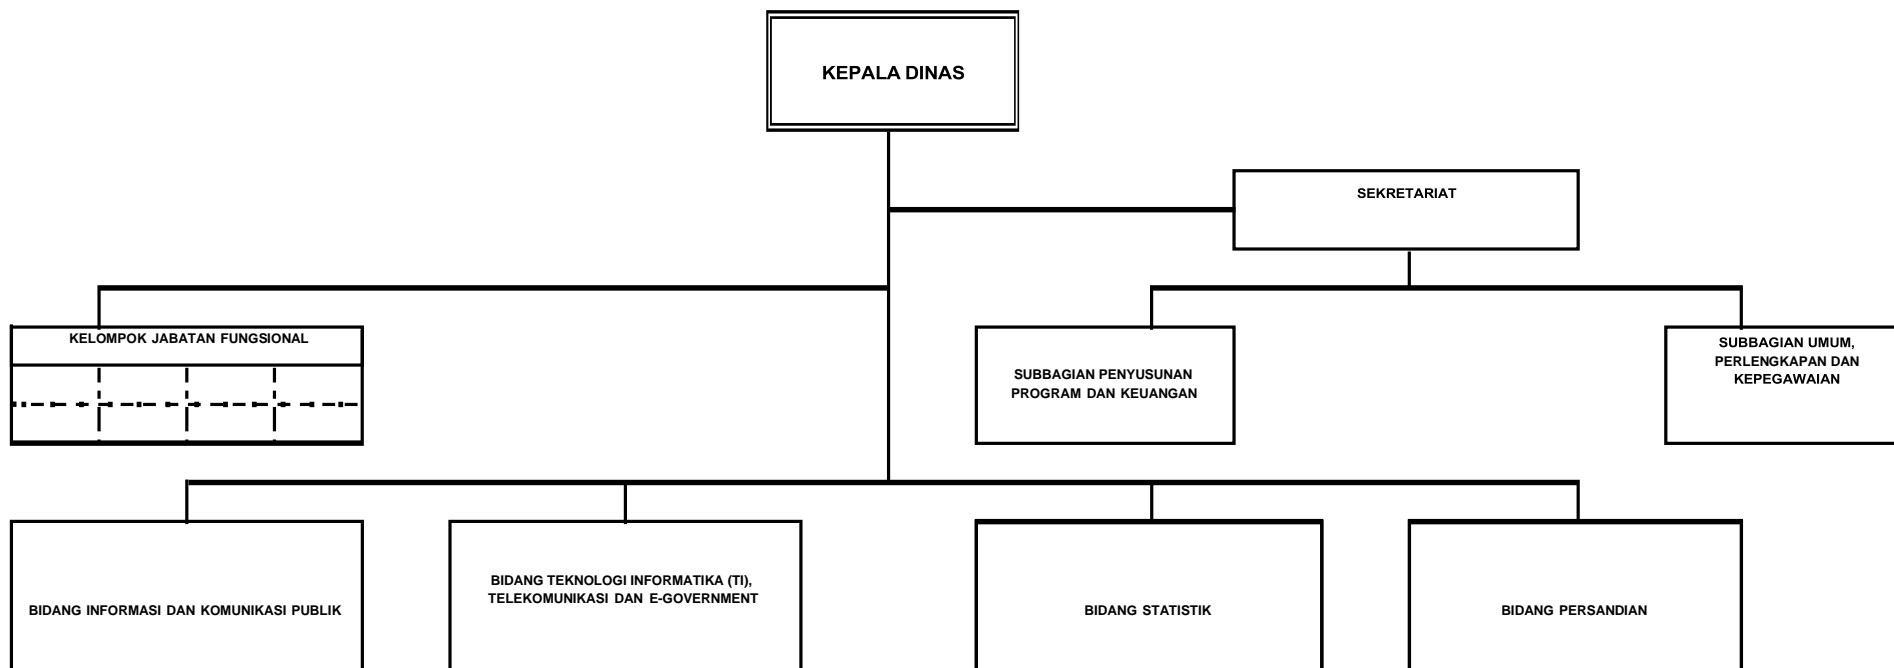 KEPALA DINAS
SEKRETARIAT
KELOMPOK JABATAN FUNGSIONAL
SUBBAGIAN PENYUSUNAN
PROGRAM DAN KEUANGAN
SUBBAGIAN UMUM,
PERLENGKAPAN DAN
KEPEGAWAIAN
BIDANG INFORMASI DAN KOMUNIKASI PUBLIK
BIDANG TEKNOLOGI INFORMATIKA (TI),
TELEKOMUNIKASI DAN E-GOVERNMENT
BIDANG STATISTIK
BIDANG PERSANDIAN